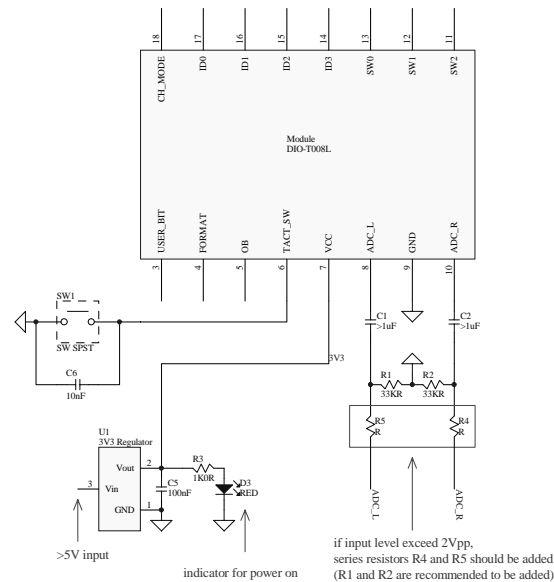 18
17
16
15
14
13
12
11
CH_MODE
ID0
ID1
ID2
ID3
SW0
SW1
SW2
Module
DIO-T008L
USER_BIT
FORMAT
OB
TACT_SW
VCC
ADC_L
GND
ADC_R
3
4
5
6
7
8
9
10
SW1
SW SPST
C6
10nF
C1
>1uF
C2
>1uF
3V3
R1
33KR
R2
33KR
R5
R
R4
R
U1
3V3 Regulator
Vout
2
Vin
3
GND
1
R3
1K0R
C5
100nF
D3
RED
ADC_L
ADC_R
>5V input
indicator for power on
if input level exceed 2Vpp,
series resistors R4 and R5 should be added
(R1 and R2 are recommended to be added)